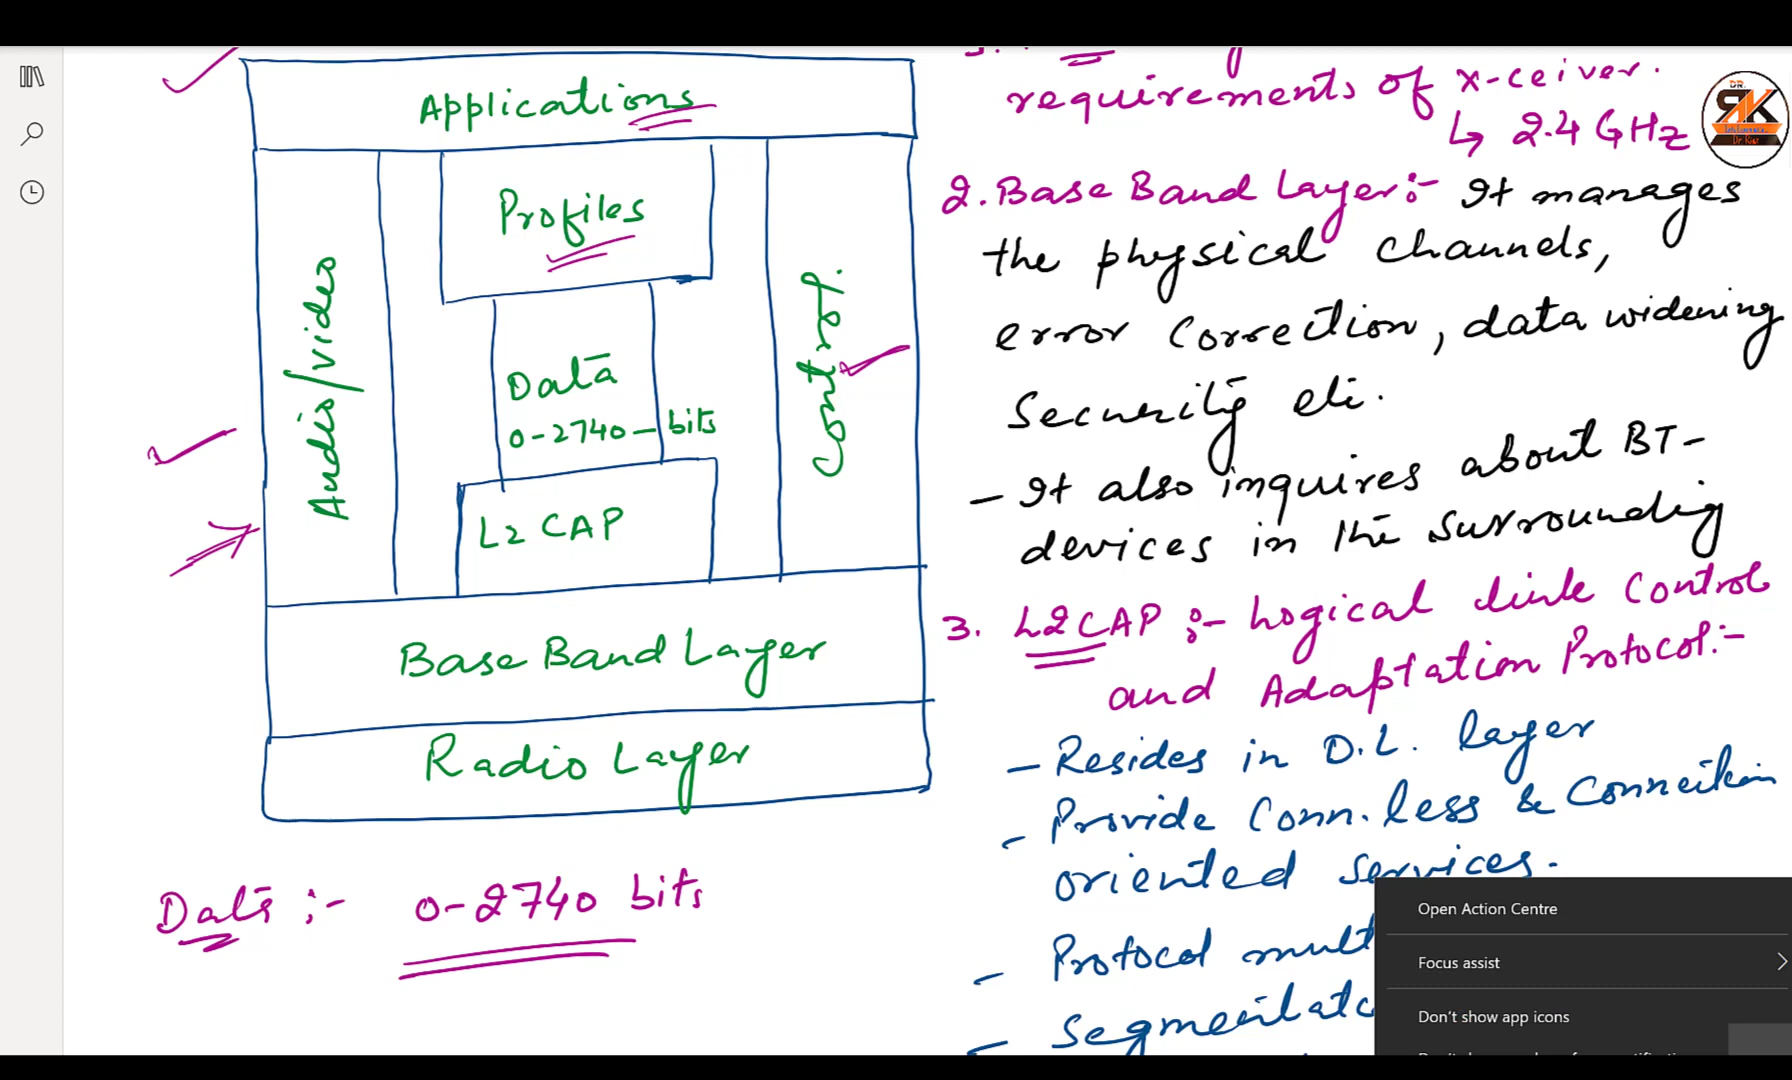 Applications
Profiles
Audio/video
Data
0-2740-bits
Control.
L2 CAP
Base Band Layer
Radio Layer
Data :- 0-2740 bits
requirements of x-ceiver.
↳ 2.4 GHz
DR.
RK
2. Base Band Layer:- It manages
the physical channels,
error correction, data widening
Security etc.
- It also inquires about BT-
devices in the surrounding
3. L2CAP :- Logical link control
and Adaptation Protocol:-
- Resides in D.L. layer
- Provide Conn. less & Connection
oriented services.
- Protocol mult
- Segmentat
Open Action Centre
Focus assist
Don't show app icons